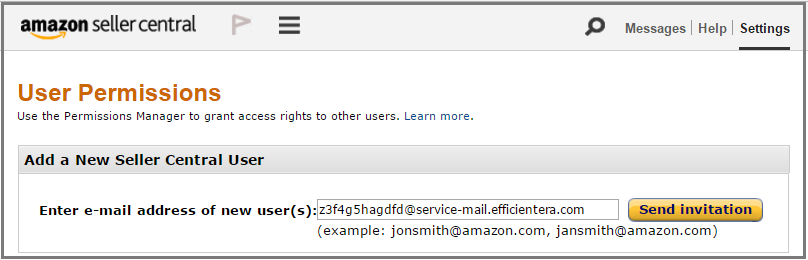 amazon seller central
Messages | Help | Settings
User Permissions
Use the Permissions Manager to grant access rights to other users. Learn more.
Add a New Seller Central User
Enter e-mail address of new user(s): z3f4g5hagdfd@service-mail.efficientera.com Send invitation
(example: jonsmith@amazon.com, jansmith@amazon.com)